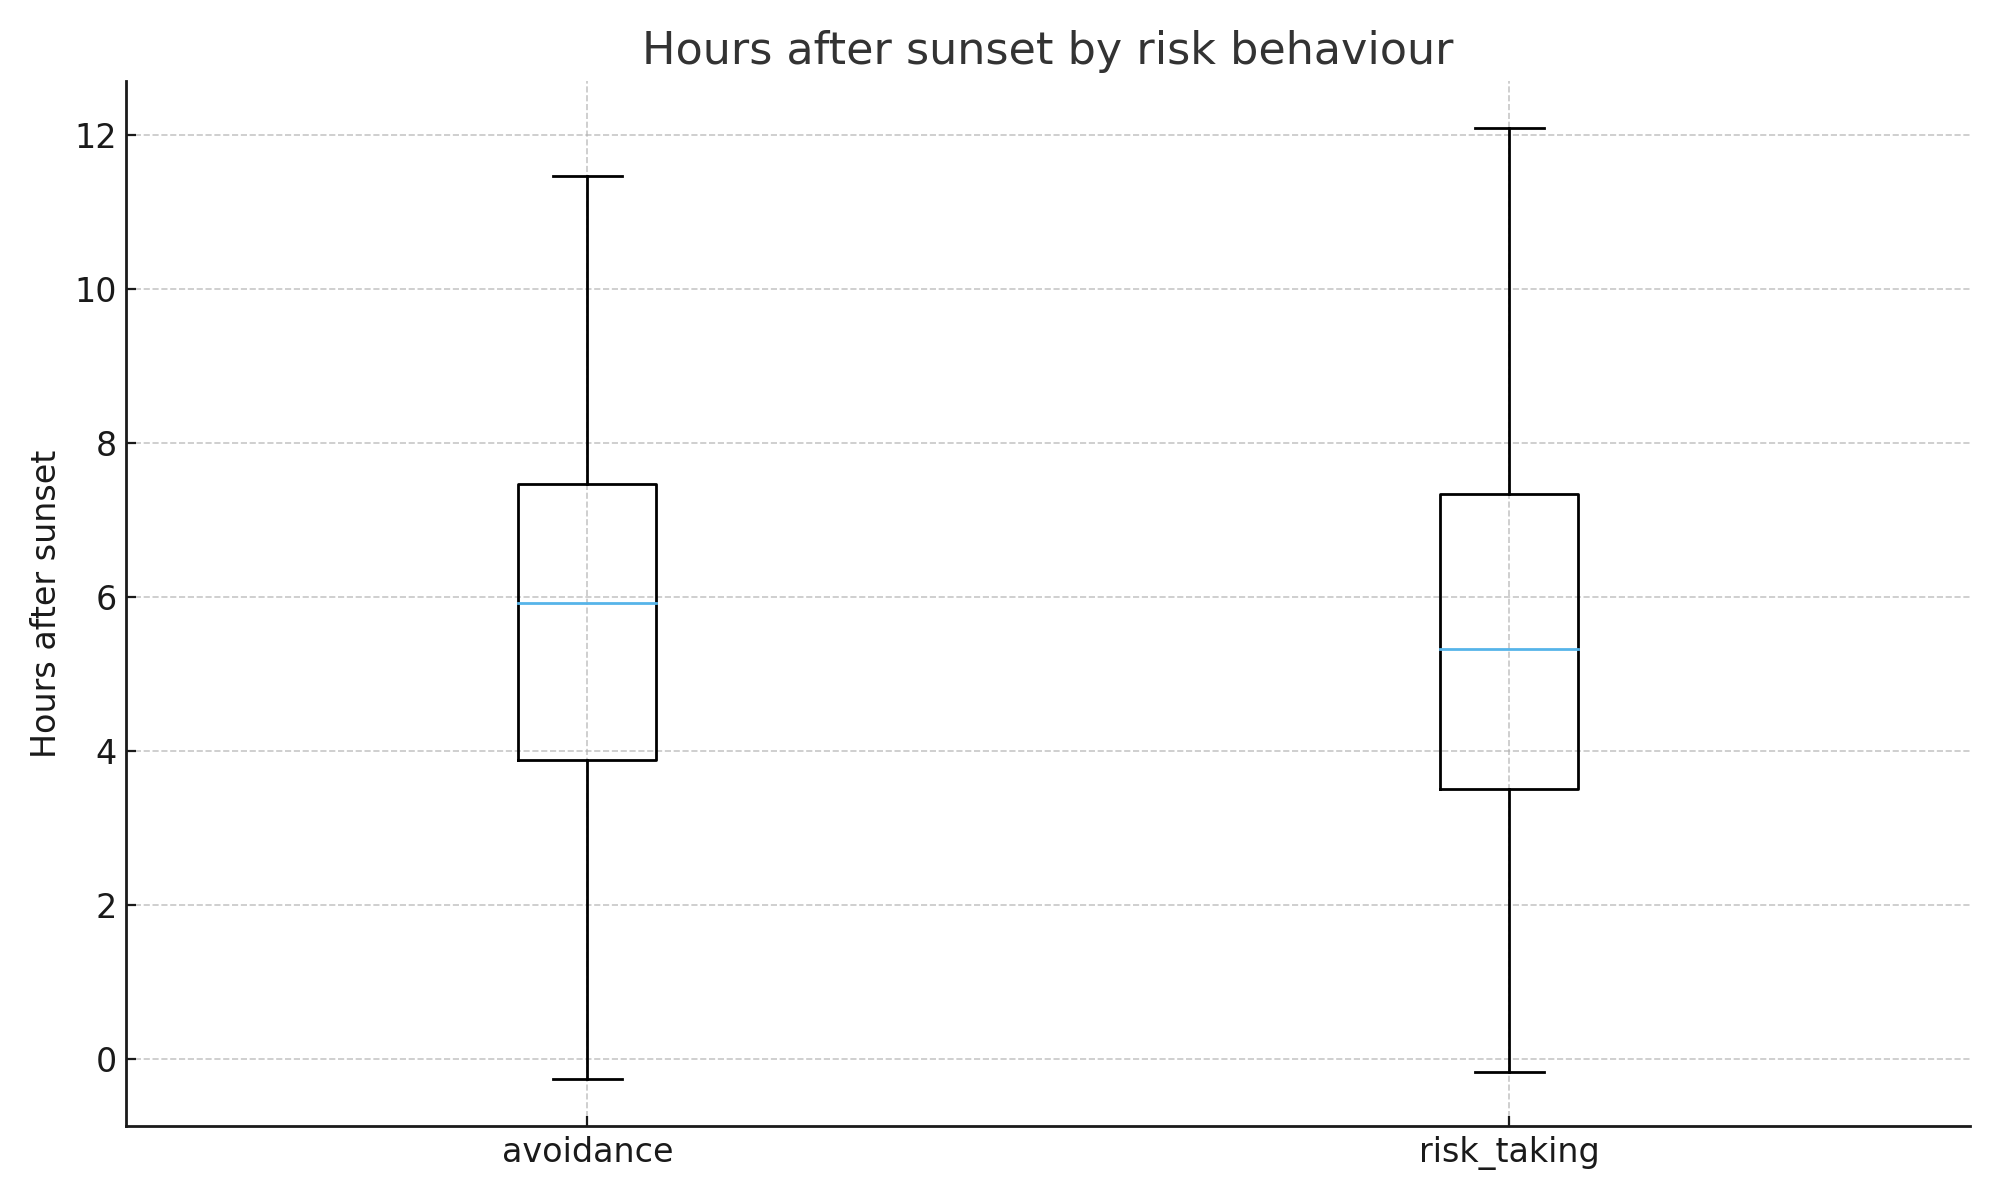 Hours after sunset by risk behaviour
Hours after sunset
12
10
8
6
4
2
0
avoidance
risk_taking